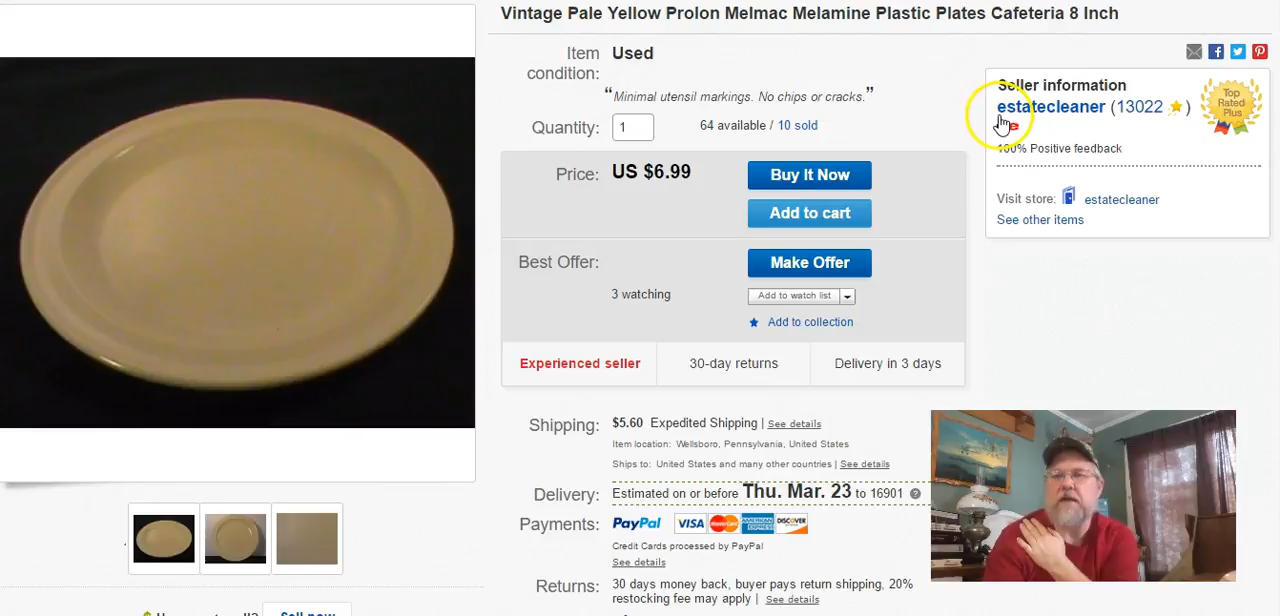 Vintage Pale Yellow Prolon Melmac Melamine Plastic Plates Cafeteria 8 Inch
Item condition: Used
“Minimal utensil markings. No chips or cracks.”
Quantity: 1 64 available / 10 sold
Price: US $6.99 Buy It Now
Add to cart
Best Offer: Make Offer
3 watching Add to watch list
Add to collection
Experienced seller 30-day returns Delivery in 3 days
Shipping: $5.60 Expedited Shipping | See details
Item location: Wellsboro, Pennsylvania, United States
Ships to: United States and many other countries | See details
Delivery: Estimated on or before Thu. Mar. 23 to 16901
Payments: PayPal VISA MasterCard AMERICAN EXPRESS DISCOVER
Credit Cards processed by PayPal
See details
Returns: 30 days money back, buyer pays return shipping, 20%
restocking fee may apply | See details
Seller information
estatecleaner (13022)
Top Rated Plus
100% Positive feedback
Visit store: estatecleaner
See other items
Sell now